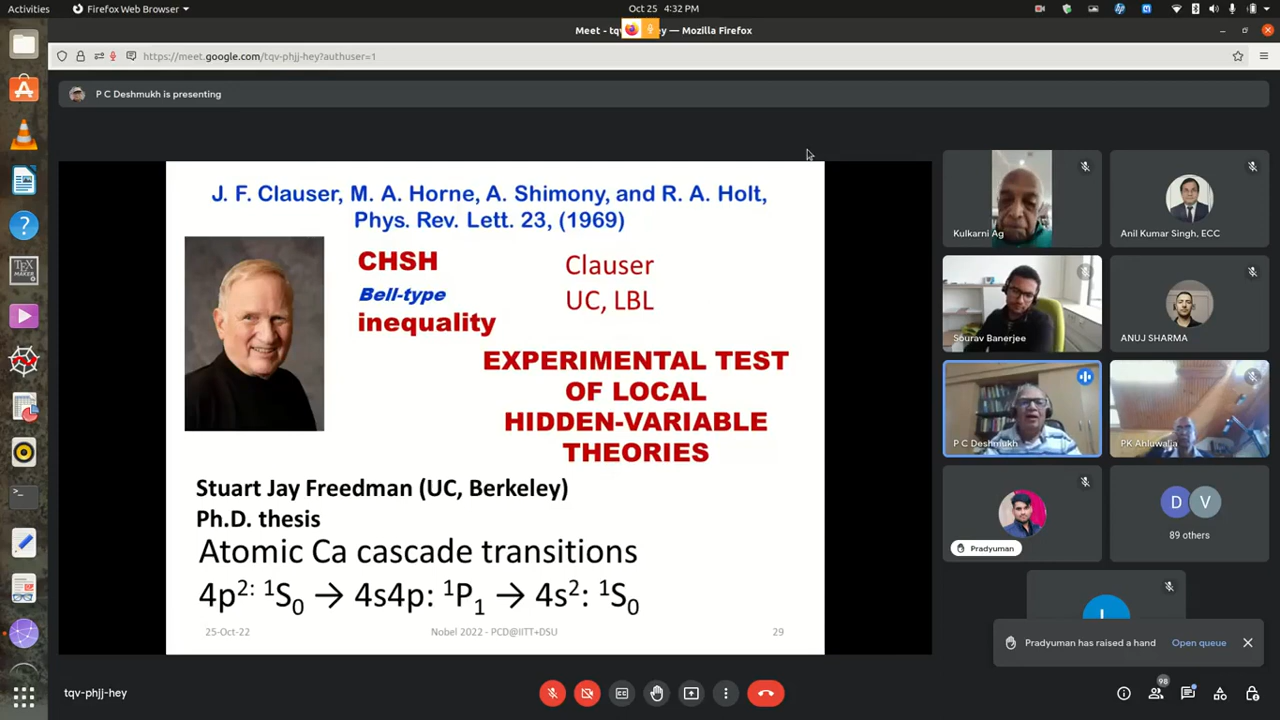 Activities
Firefox Web Browser
Oct 25 4:32 PM
Meet - tqv ey — Mozilla Firefox
https://meet.google.com/tqv-phjj-hey?authuser=1
P C Deshmukh is presenting
J. F. Clauser, M. A. Horne, A. Shimony, and R. A. Holt,
Phys. Rev. Lett. 23, (1969)
CHSH
Bell-type
inequality
Clauser
UC, LBL
EXPERIMENTAL TEST
OF LOCAL
HIDDEN-VARIABLE
THEORIES
Stuart Jay Freedman (UC, Berkeley)
Ph.D. thesis
Atomic Ca cascade transitions
4p²: ¹S₀ → 4s4p: ¹P₁ → 4s²: ¹S₀
25-Oct-22
Nobel 2022 - PCD@IITT+DSU
29
Kulkarni Ag
Anil Kumar Singh, ECC
Sourav Banerjee
ANUJ SHARMA
P C Deshmukh
PK Ahluwalia
Pradyuman
D
V
89 others
Pradyuman has raised a hand
Open queue
tqv-phjj-hey
98